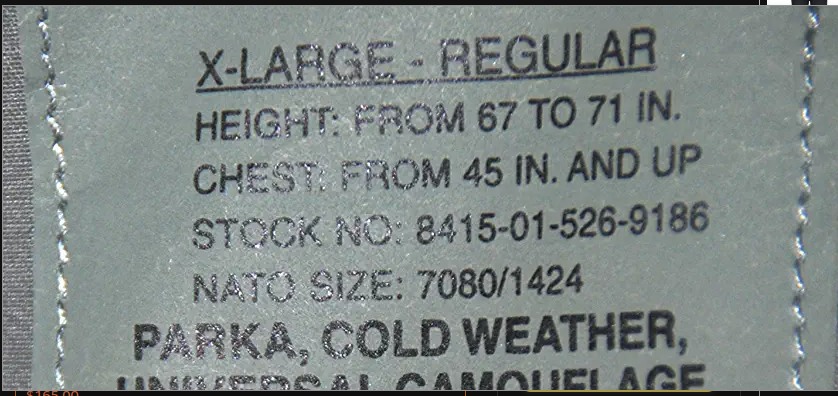 X-LARGE - REGULAR
HEIGHT: FROM 67 TO 71 IN.
CHEST: FROM 45 IN. AND UP
STOCK NO: 8415-01-526-9186
NATO SIZE: 7080/1424
PARKA, COLD WEATHER,
UNIVERSAL CAMOUFLAGE
$165.00